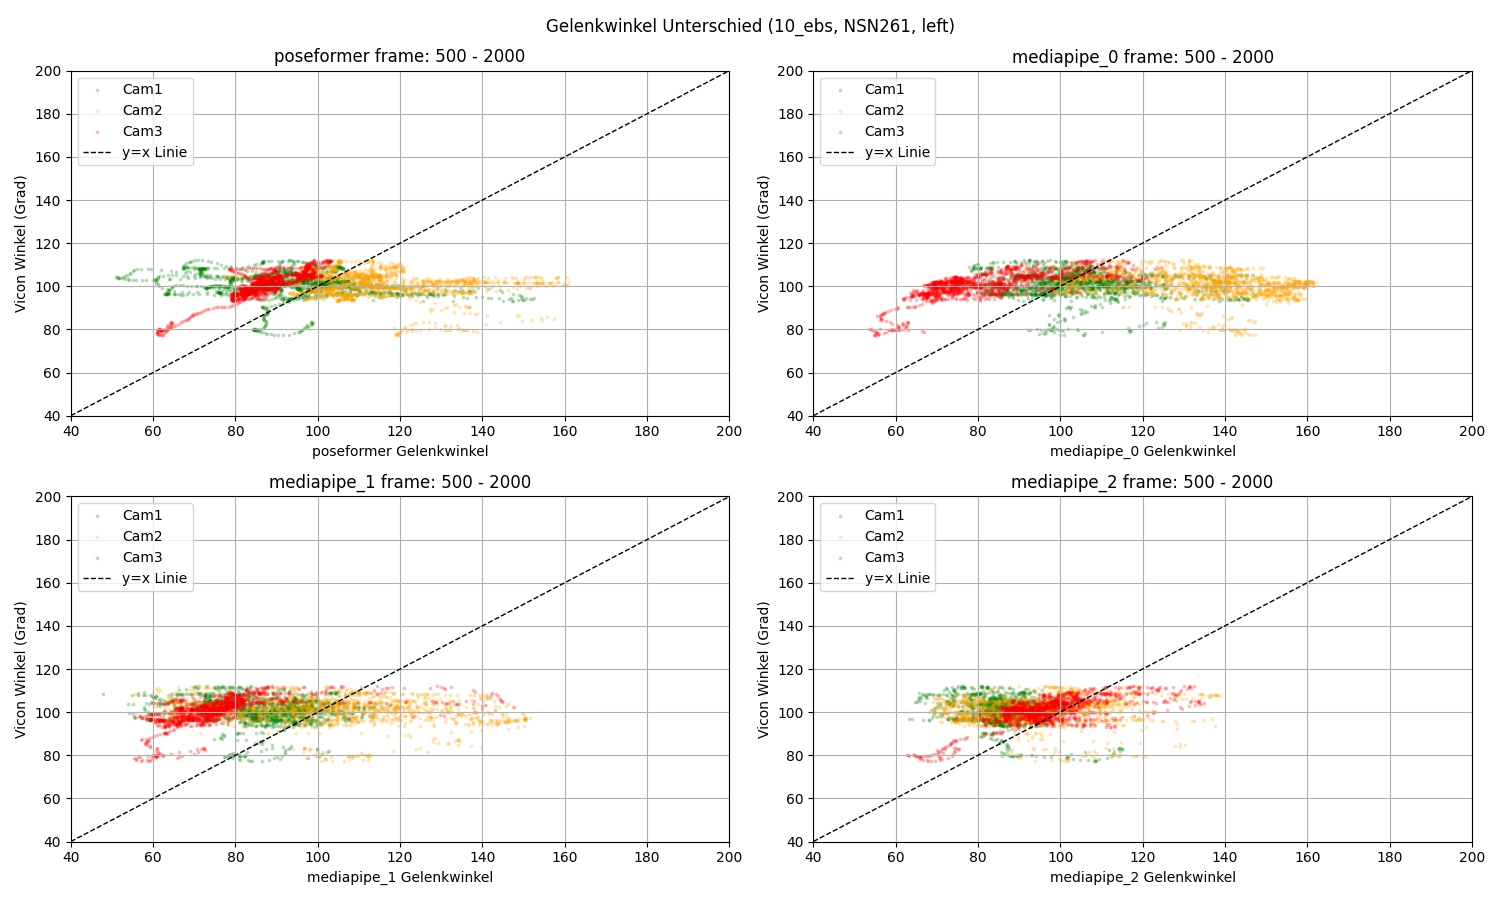 Gelenkwinkel Unterschied (10_ebs, NSN261, left)
poseformer frame: 500 - 2000
200
180
160
140
120
100
80
60
40
Vicon Winkel (Grad)
Cam1
Cam2
Cam3
y=x Linie
40 60 80 100 120 140 160 180 200
poseformer Gelenkwinkel
mediapipe_0 frame: 500 - 2000
200
180
160
140
120
100
80
60
40
Vicon Winkel (Grad)
Cam1
Cam2
Cam3
y=x Linie
40 60 80 100 120 140 160 180 200
mediapipe_0 Gelenkwinkel
mediapipe_1 frame: 500 - 2000
200
180
160
140
120
100
80
60
40
Vicon Winkel (Grad)
Cam1
Cam2
Cam3
y=x Linie
40 60 80 100 120 140 160 180 200
mediapipe_1 Gelenkwinkel
mediapipe_2 frame: 500 - 2000
200
180
160
140
120
100
80
60
40
Vicon Winkel (Grad)
Cam1
Cam2
Cam3
y=x Linie
40 60 80 100 120 140 160 180 200
mediapipe_2 Gelenkwinkel